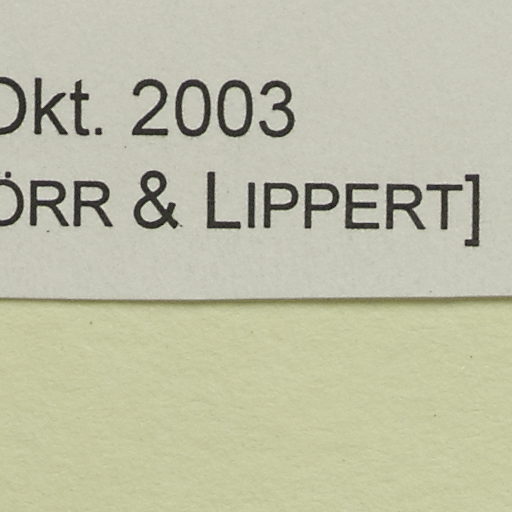 Okt. 2003
ÖRR & LIPPERT]